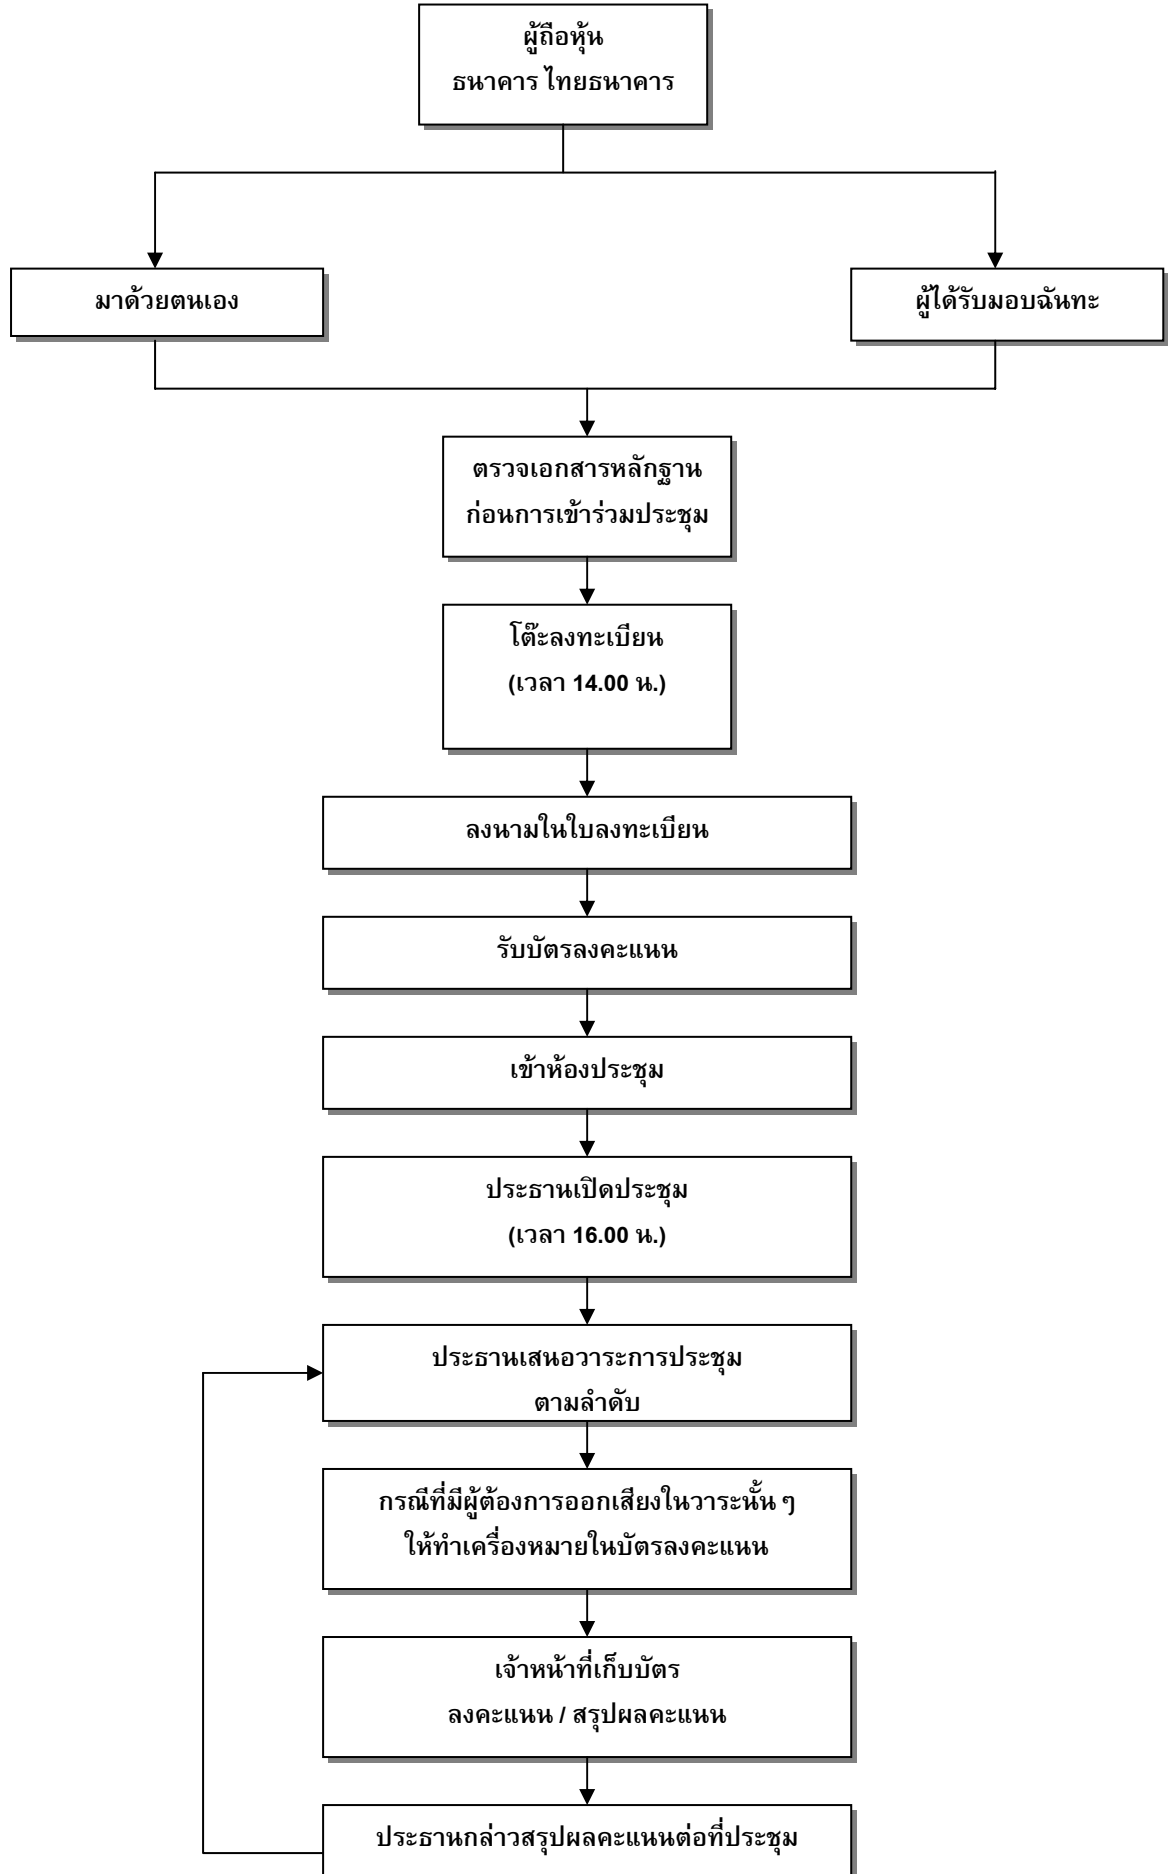 ผู้ถือหุ้น
ธนาคาร ไทยธนาคาร
มาด้วยตนเอง
ผู้ได้รับมอบฉันทะ
ตรวจเอกสารหลักฐาน
ก่อนการเข้าร่วมประชุม
โต๊ะลงทะเบียน
(เวลา 14.00 น.)
ลงนามในใบลงทะเบียน
รับบัตรลงคะแนน
เข้าห้องประชุม
ประธานเปิดประชุม
(เวลา 16.00 น.)
ประธานเสนอวาระการประชุม
ตามลำดับ
กรณีที่มีผู้ต้องการออกเสียงในวาระนั้น ๆ
ให้ทำเครื่องหมายในบัตรลงคะแนน
เจ้าหน้าที่เก็บบัตร
ลงคะแนน / สรุปผลคะแนน
ประธานกล่าวสรุปผลคะแนนต่อที่ประชุม